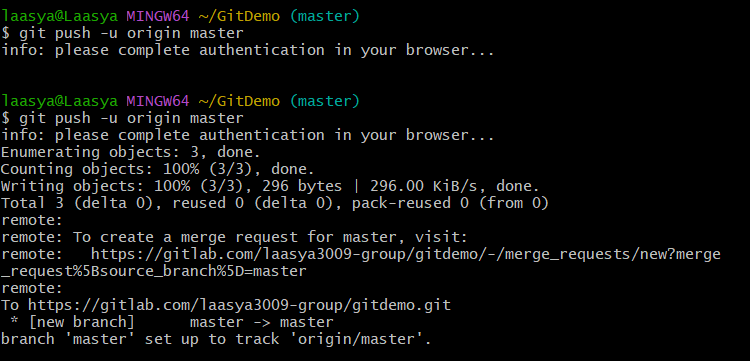 laasya@Laasya MINGW64 ~/GitDemo (master)
$ git push -u origin master
info: please complete authentication in your browser...
laasya@Laasya MINGW64 ~/GitDemo (master)
$ git push -u origin master
info: please complete authentication in your browser...
Enumerating objects: 3, done.
Counting objects: 100% (3/3), done.
Writing objects: 100% (3/3), 296 bytes | 296.00 KiB/s, done.
Total 3 (delta 0), reused 0 (delta 0), pack-reused 0 (from 0)
remote:
remote: To create a merge request for master, visit:
remote:   https://gitlab.com/laasya3009-group/gitdemo/-/merge_requests/new?merge
_request%5Bsource_branch%5D=master
remote:
To https://gitlab.com/laasya3009-group/gitdemo.git
 * [new branch]      master -> master
branch 'master' set up to track 'origin/master'.